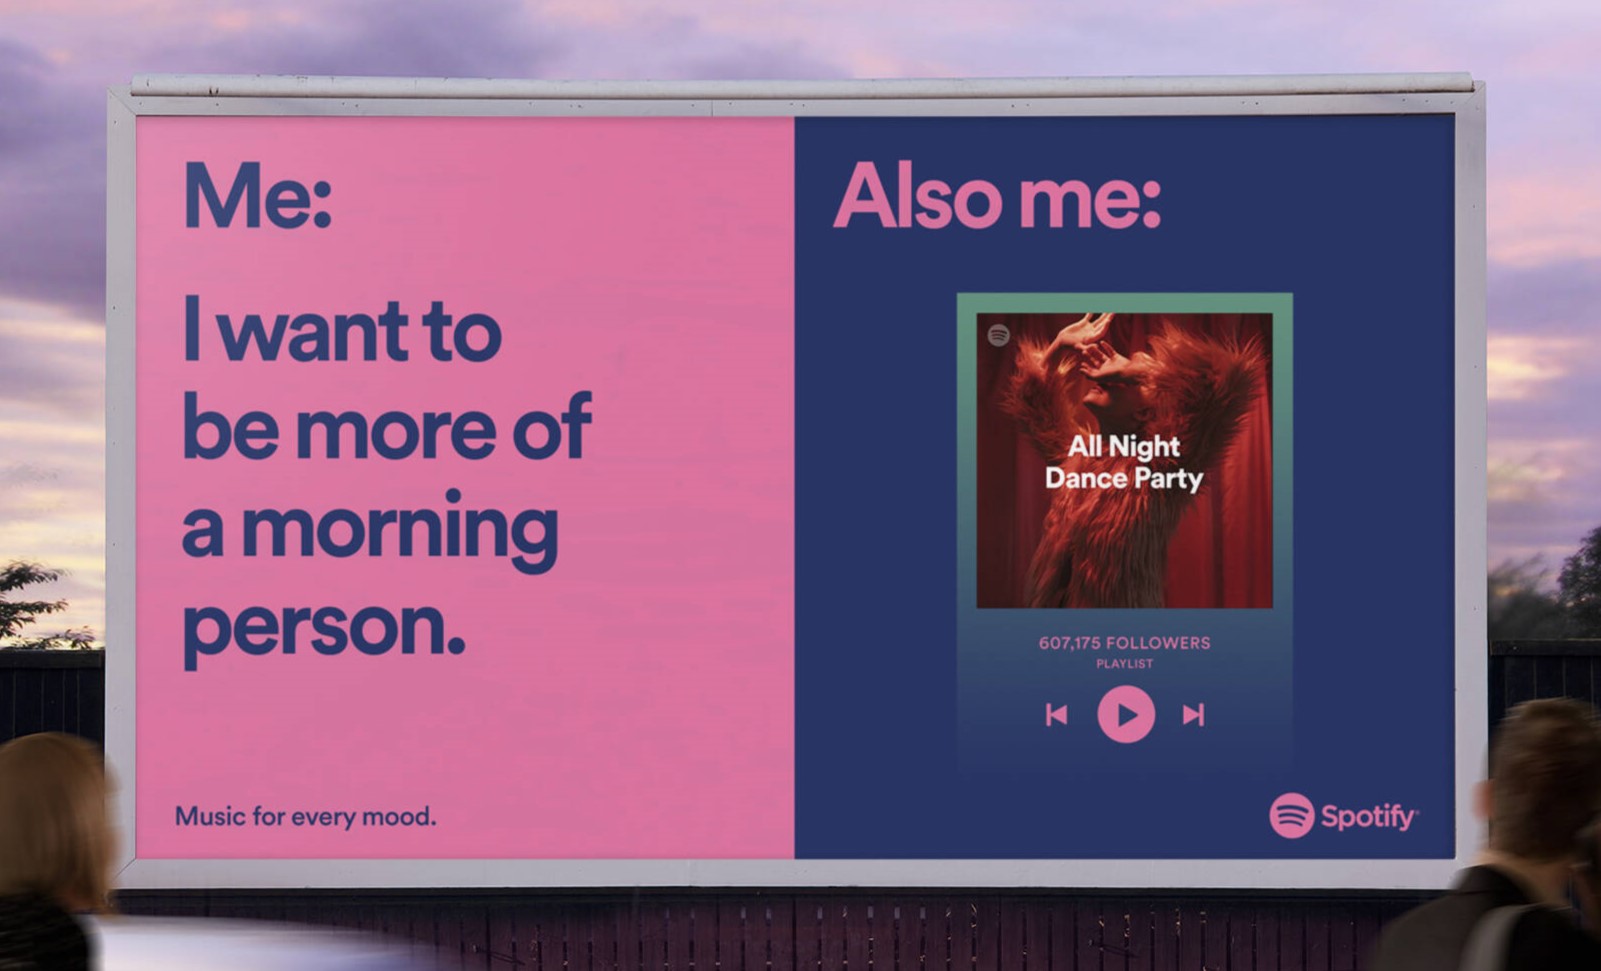 Me:
I want to
be more of
a morning
person.
Music for every mood.
Also me:
All Night
Dance Party
607,175 FOLLOWERS
PLAYLIST
Spotify